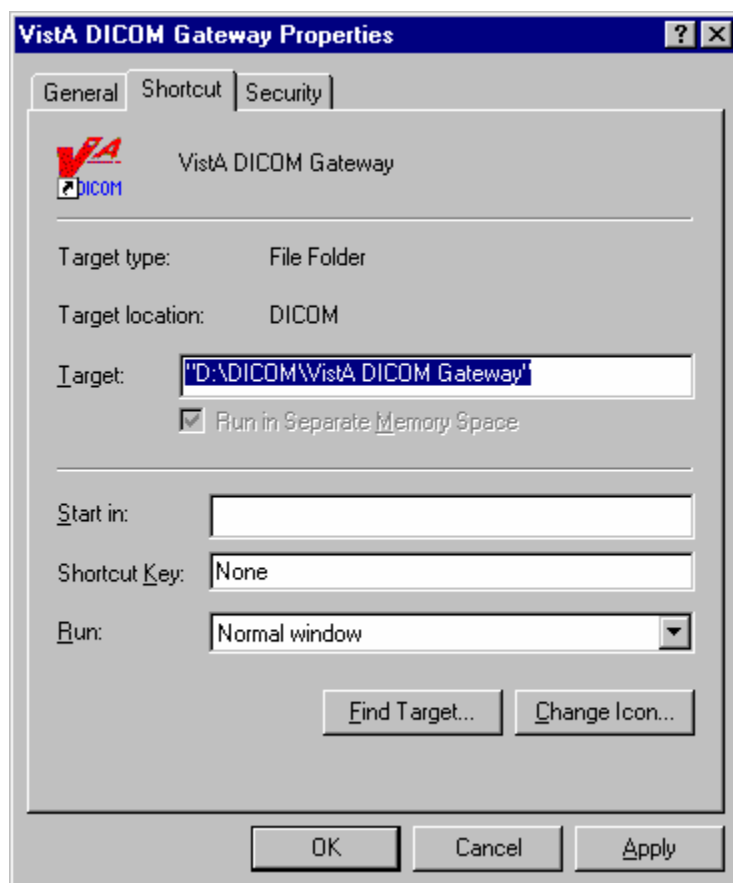 VistA DICOM Gateway Properties
General Shortcut Security
VistA DICOM Gateway
DICOM
Target type: File Folder
Target location: DICOM
Target: "D:\DICOM\VistA DICOM Gateway"
Run in Separate Memory Space
Start in:
Shortcut Key: None
Run: Normal window
Find Target... Change Icon...
OK Cancel Apply